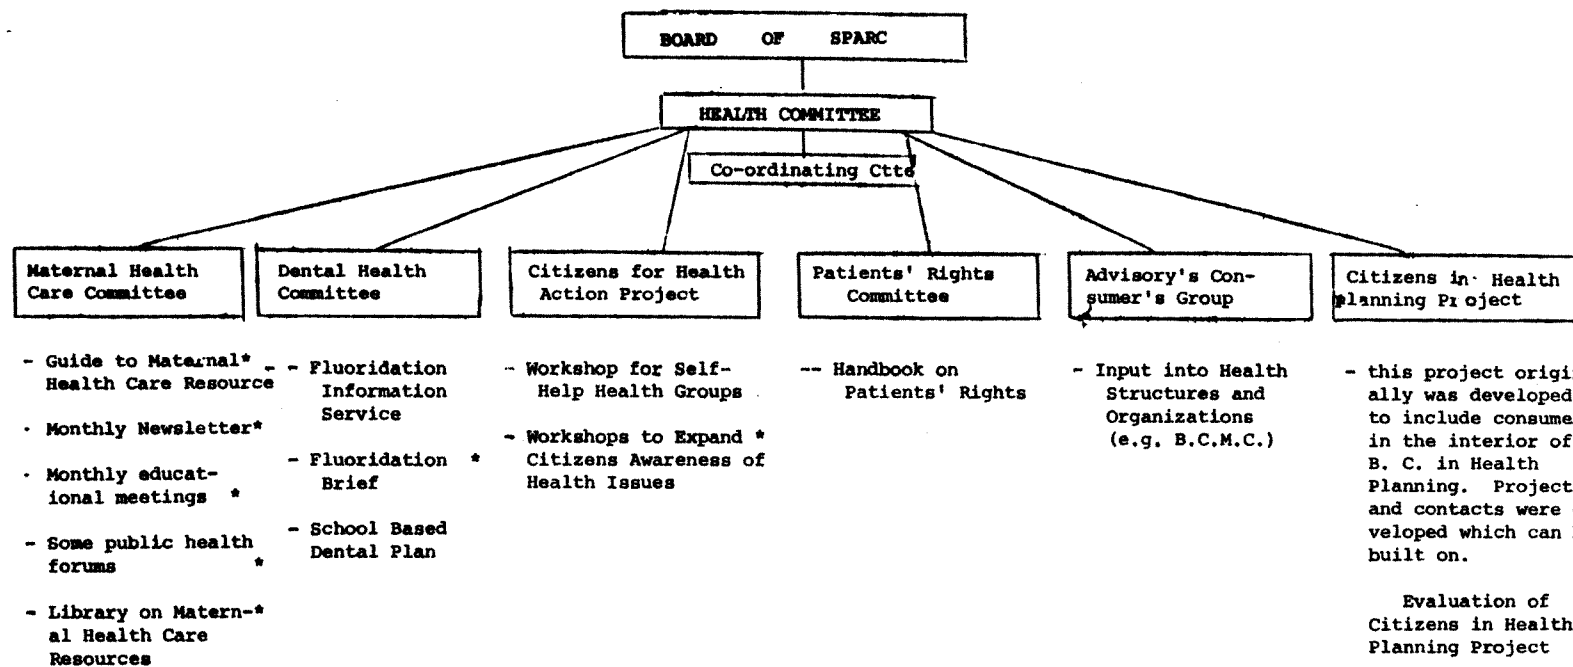 BOARD OF SPARC
HEALTH COMMITTEE
Co-ordinating Ctte
Maternal Health
Care Committee
- Guide to Maternal*
Health Care Resource
- Monthly Newsletter*
- Monthly educat-
ional meetings *
- Some public health
forums *
- Library on Matern-*
al Health Care
Resources
Dental Health
Committee
- - Fluoridation
Information
Service
- Fluoridation *
Brief
- School Based
Dental Plan
Citizens for Health
Action Project
- Workshop for Self-
Help Health Groups
- Workshops to Expand *
Citizens Awareness of
Health Issues
Patients' Rights
Committee
-- Handbook on
Patients' Rights
Advisory's Con-
sumer's Group
- Input into Health
Structures and
Organizations
(e.g. B.C.M.C.)
Citizens in Health
Planning Project
- this project
ally was developed
to include
in the interior of
B. C. in Health
Planning. Project
and contacts were
veloped which can
built on.
Evaluation of
Citizens in Health
Planning Project